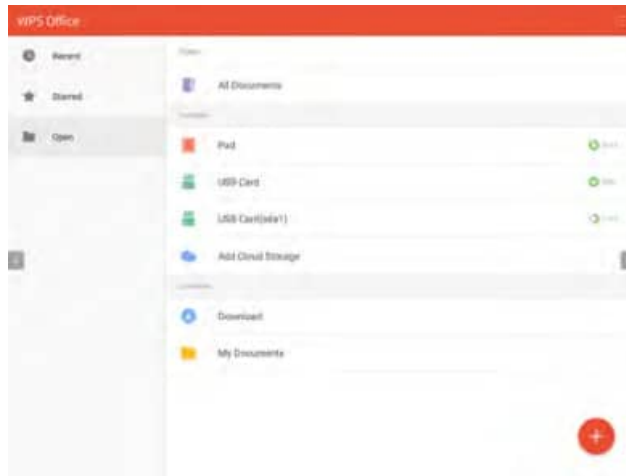 WPS Office
Recent
Starred
Open
All Documents
Pad
USB Card
USB Card(sda1)
Add Cloud Storage
Download
My Documents